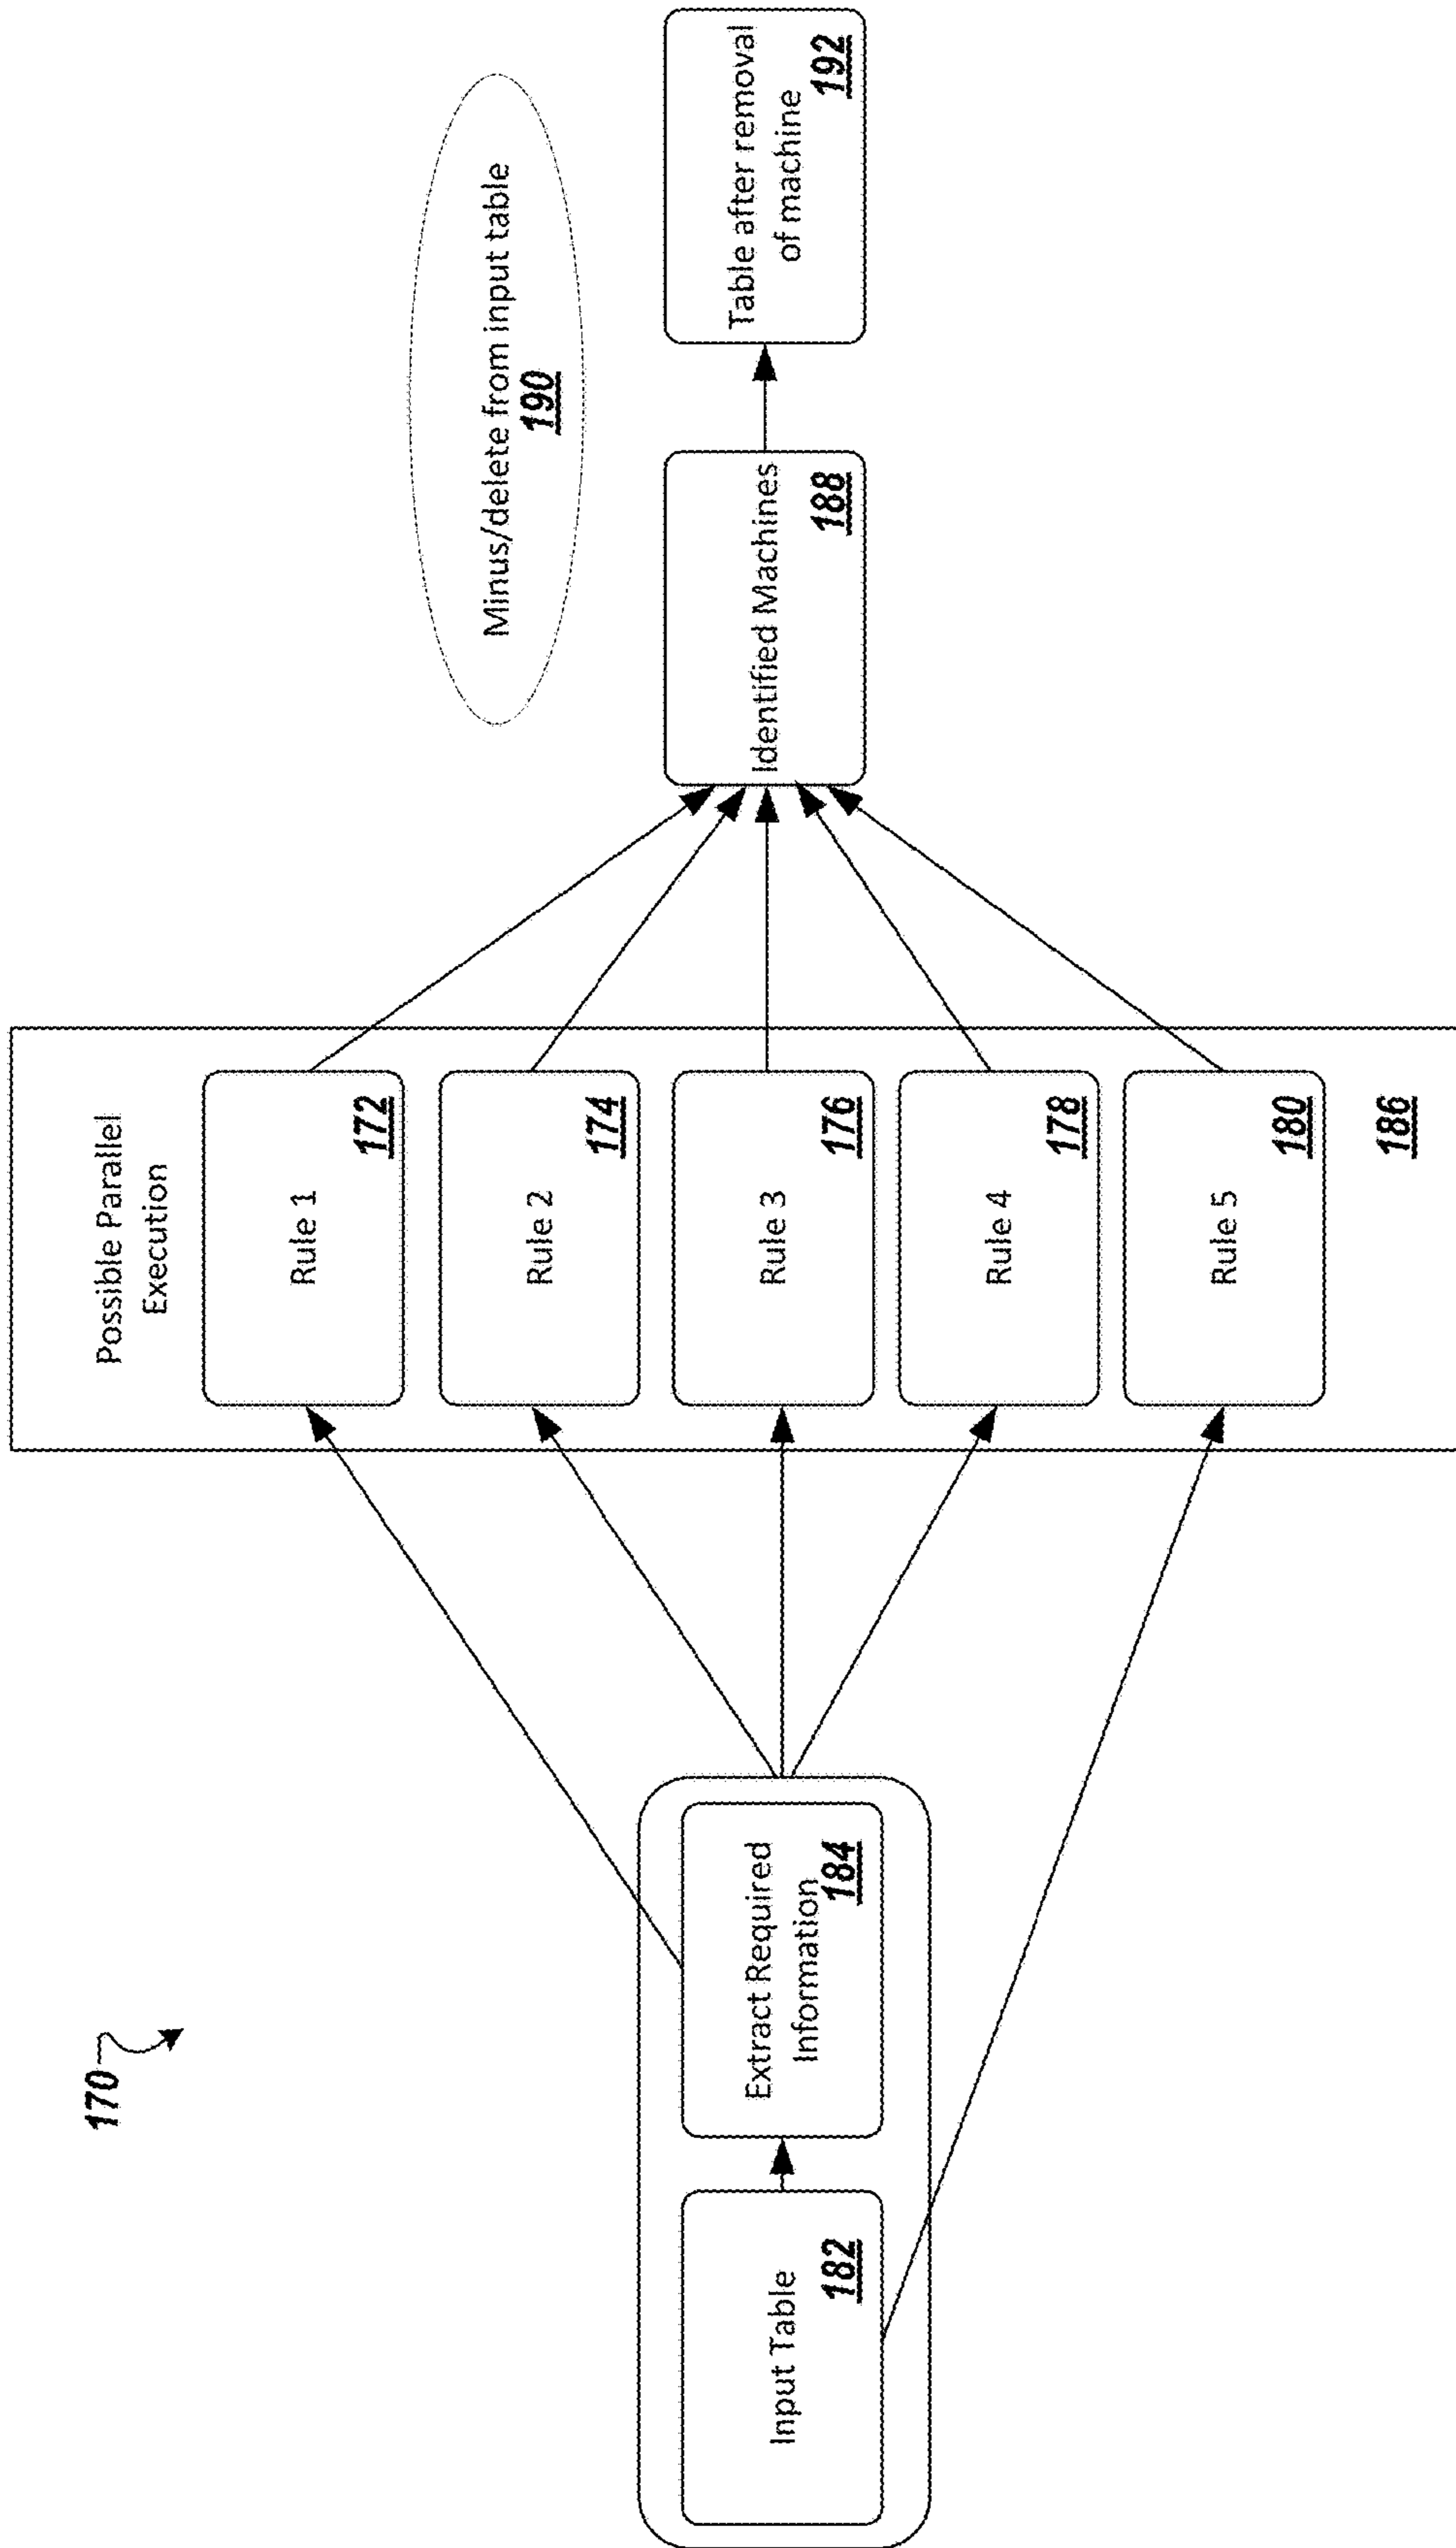 170
Input Table
182
Extract Required
Information
184
Possible Parallel
Execution
Rule 1
172
Rule 2
174
Rule 3
176
Rule 4
178
Rule 5
180
186
Identified Machines
188
Minus/delete from input table
190
Table after removal
of machine
192